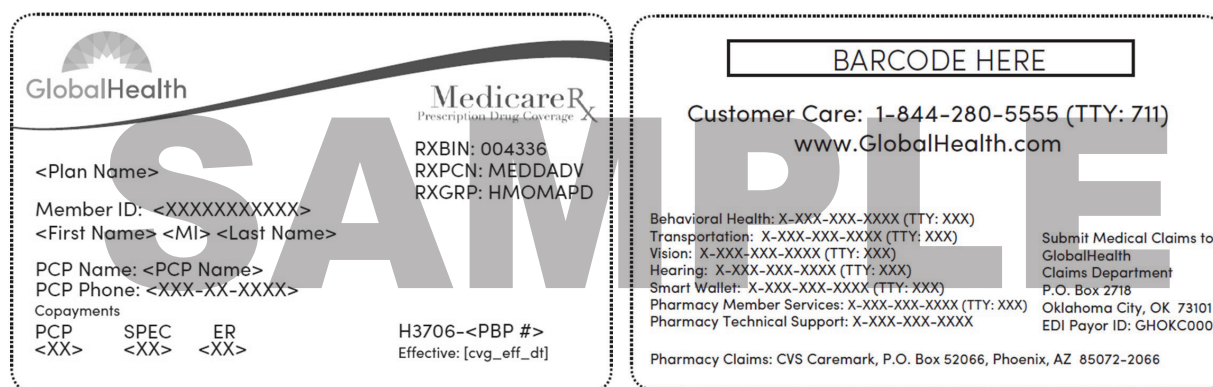 GlobalHealth
MedicareRx
Prescription Drug Coverage
RXBIN: 004336
RXPCN: MEDDADV
RXGRP: HMOMAPD
<Plan Name>
Member ID: <XXXXXXXXXXX>
<First Name> <MI> <Last Name>
PCP Name: <PCP Name>
PCP Phone: <XXX-XX-XXXX>
Copayments
PCP SPEC ER
<XX> <XX> <XX>
H3706-<PBP #>
Effective: [cvg_eff_dt]
SAMPLE
BARCODE HERE
Customer Care: 1-844-280-5555 (TTY: 711)
www.GlobalHealth.com
Behavioral Health: X-XXX-XXX-XXXX (TTY: XXX)
Transportation: X-XXX-XXX-XXXX (TTY: XXX)
Vision: X-XXX-XXX-XXXX (TTY: XXX)
Hearing: X-XXX-XXX-XXXX (TTY: XXX)
Smart Wallet: X-XXX-XXX-XXXX (TTY: XXX)
Pharmacy Member Services: X-XXX-XXX-XXXX (TTY: XXX)
Pharmacy Technical Support: X-XXX-XXX-XXXX
Submit Medical Claims to
GlobalHealth
Claims Department
P.O. Box 2718
Oklahoma City, OK 73101
EDI Payor ID: GHOKC000
Pharmacy Claims: CVS Caremark, P.O. Box 52066, Phoenix, AZ 85072-2066